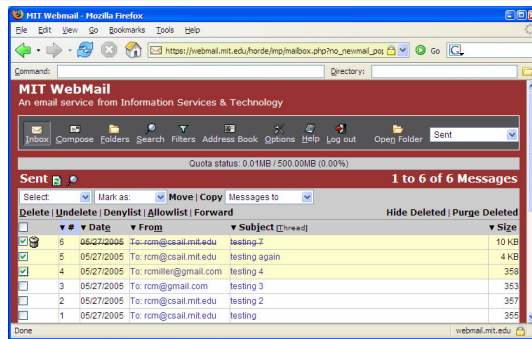 MIT Webmail - Mozilla Firefox
File Edit View Go Bookmarks Tools Help
https://webmail.mit.edu/horde/imp/mailbox.php?no_newmail_po Go G
Command: Directory:
MIT WebMail
An email service from Information Services & Technology
Inbox Compose Folders Search Filters Address Book Options Help Log out Open Folder Sent
Quota status: 0.01MB / 500.00MB (0.00%)
Sent 1 to 6 of 6 Messages
Select: Mark as: Move | Copy Messages to
Delete | Undelete | Denylist | Allowlist | Forward Hide Deleted | Purge Deleted
# Date From Subject [Thread] Size
6 05/27/2005 To: rcm@csail.mit.edu testing 7 10 KB
5 05/27/2005 To: rcm@csail.mit.edu testing again 4 KB
4 05/27/2005 To: rcmiller@gmail.com testing 4 358
3 05/27/2005 To: rcm@gmail.com testing 3 353
2 05/27/2005 To: rcm@csail.mit.edu testing 2 357
1 05/27/2005 To: rcm@csail.mit.edu testing 355
Done webmail.mit.edu